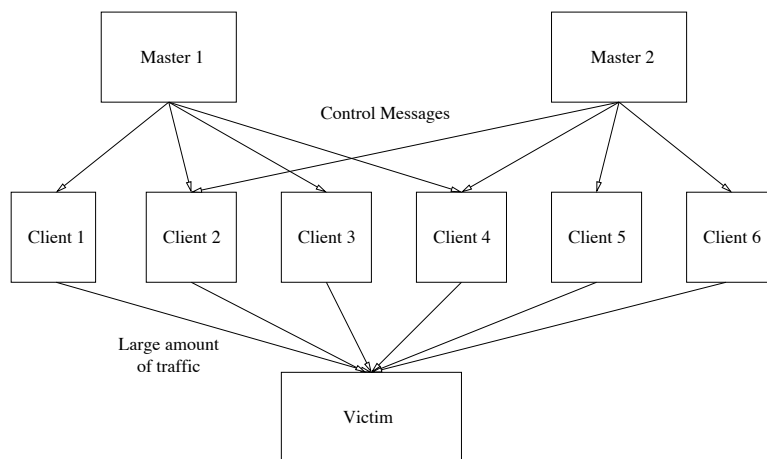 Master 1
Master 2
Control Messages
Client 1
Client 2
Client 3
Client 4
Client 5
Client 6
Large amount
of traffic
Victim